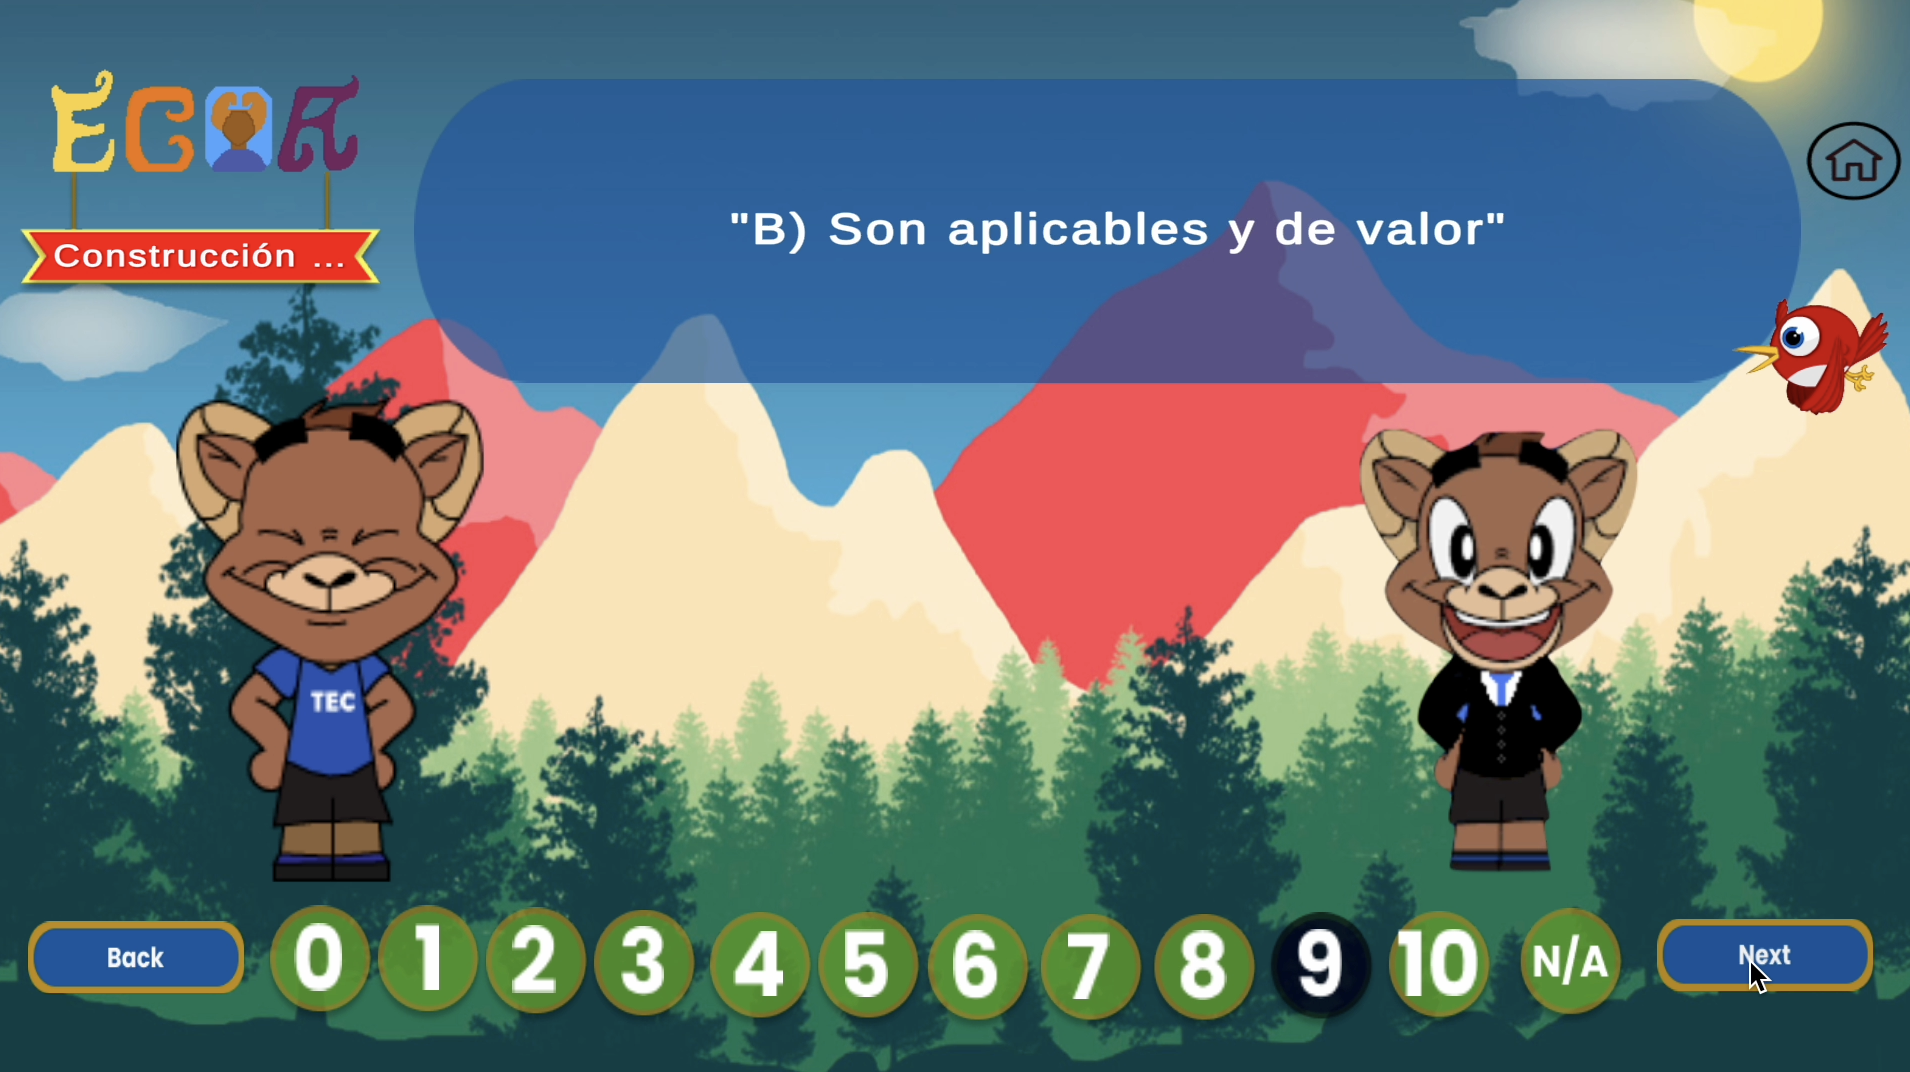 ECOA
Construcción ...
"B) Son aplicables y de valor"
TEC
Back
0 1 2 3 4 5 6 7 8 9 10 N/A
Next